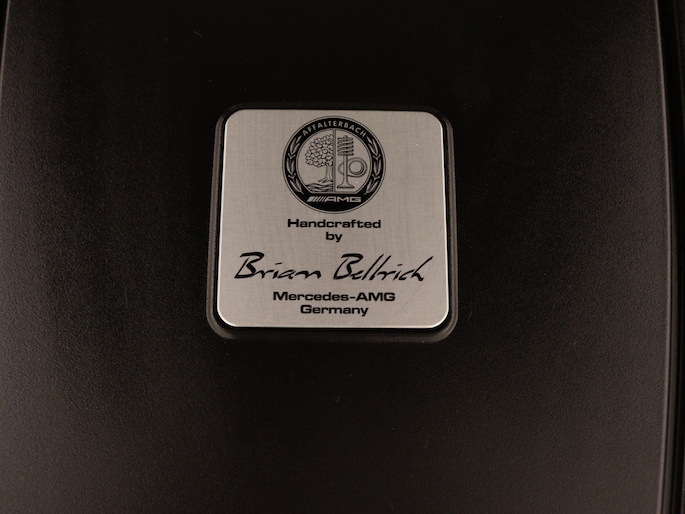 AFFALTERBACH
AMG
Handcrafted
by
Brian Bellrich
Mercedes-AMG
Germany